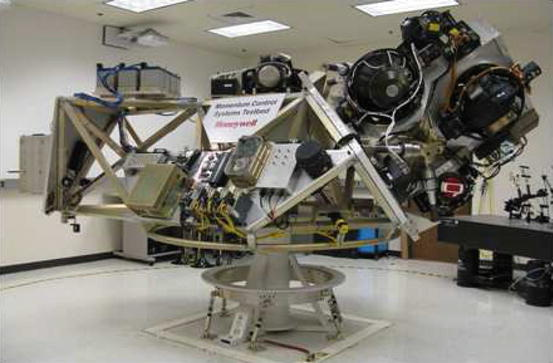 Momentum Control
Systems Testbed
Honeywell